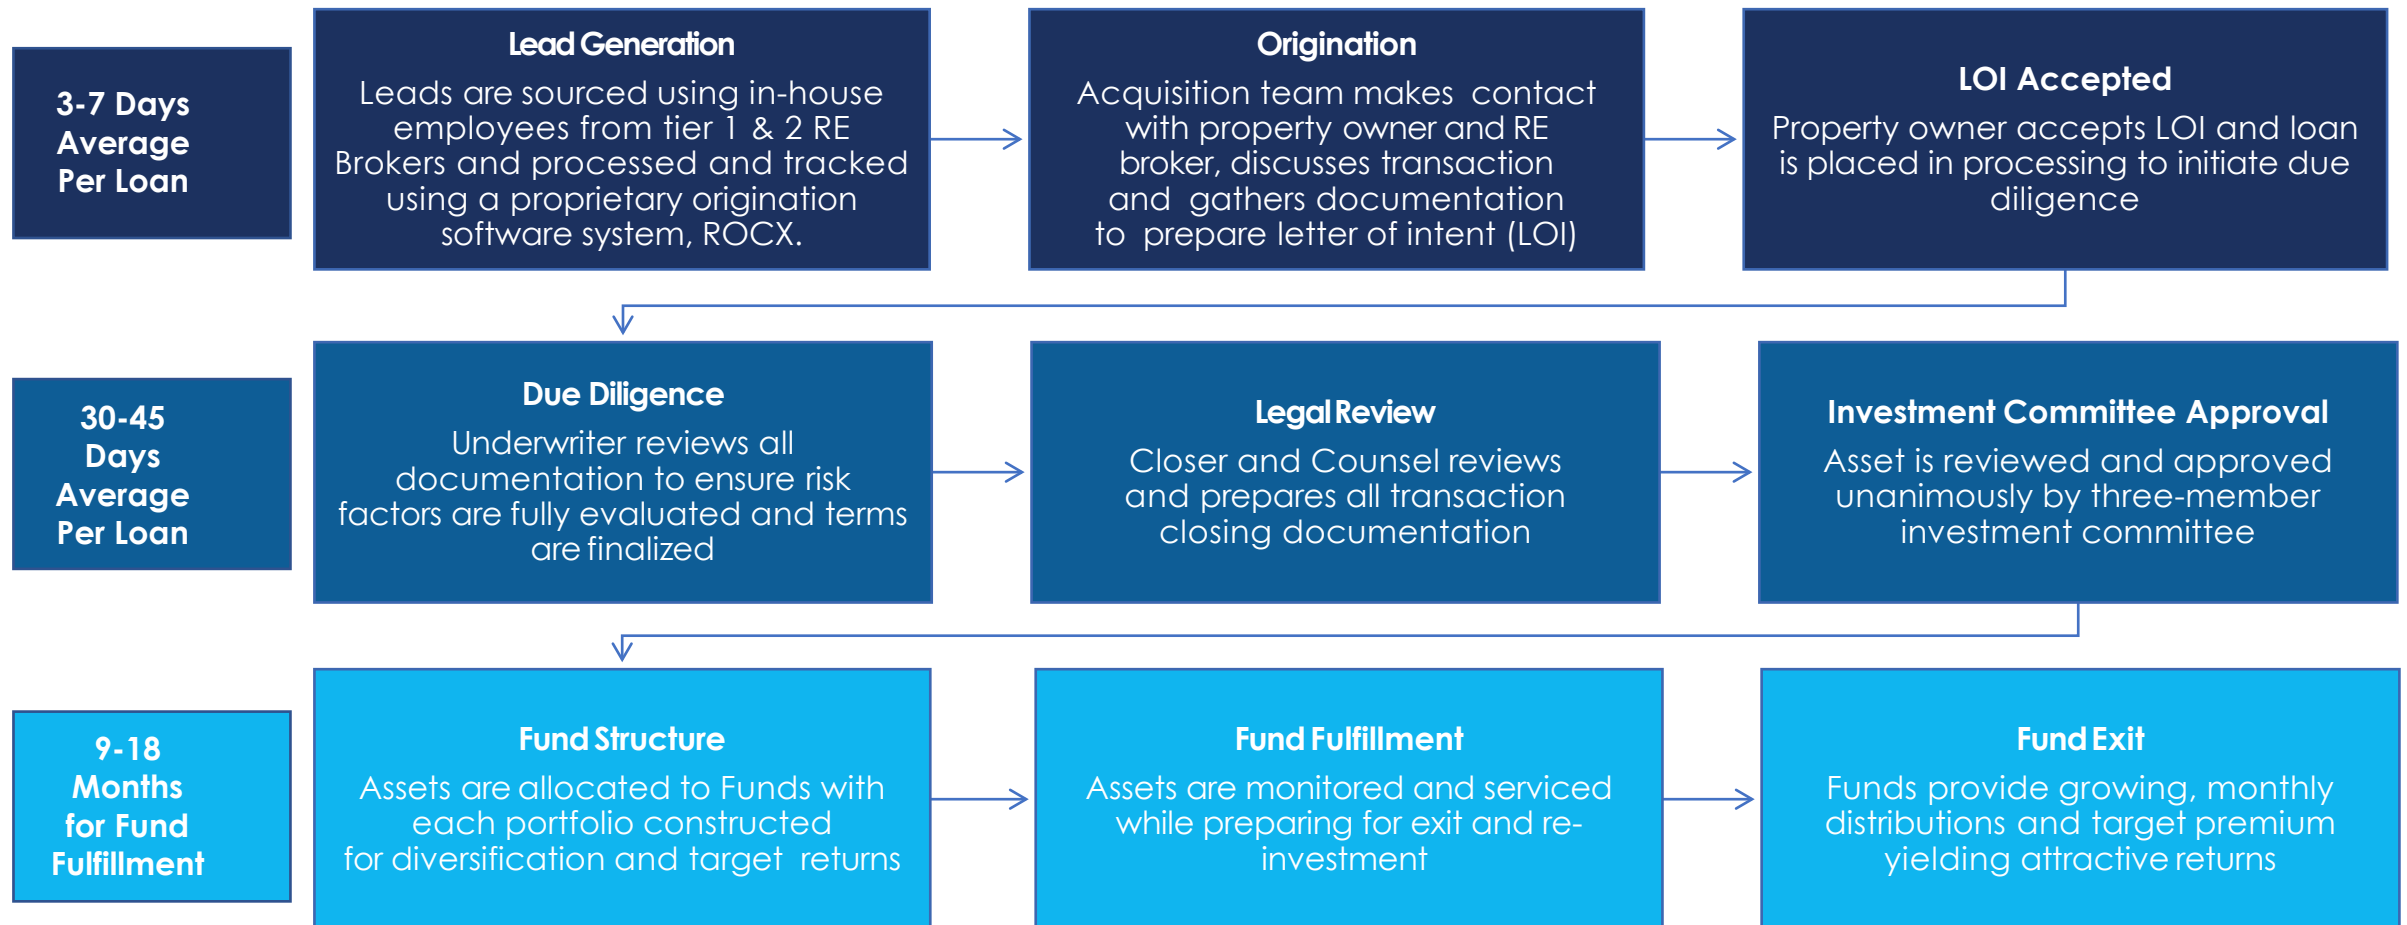 3-7 Days
Average
Per Loan
Lead Generation
Leads are sourced using in-house
employees from tier 1 & 2 RE
Brokers and processed and tracked
using a proprietary origination
software system, ROCX.
Origination
Acquisition team makes contact
with property owner and RE
broker, discusses transaction
and gathers documentation
to prepare letter of intent (LOI)
LOI Accepted
Property owner accepts LOI and loan
is placed in processing to initiate due
diligence
30-45
Days
Average
Per Loan
Due Diligence
Underwriter reviews all
documentation to ensure risk
factors are fully evaluated and terms
are finalized
Legal Review
Closer and Counsel reviews
and prepares all transaction
closing documentation
Investment Committee Approval
Asset is reviewed and approved
unanimously by three-member
investment committee
9-18
Months
for Fund
Fulfillment
Fund Structure
Assets are allocated to Funds with
each portfolio constructed
for diversification and target returns
Fund Fulfillment
Assets are monitored and serviced
while preparing for exit and re-
investment
Fund Exit
Funds provide growing, monthly
distributions and target premium
yielding attractive returns